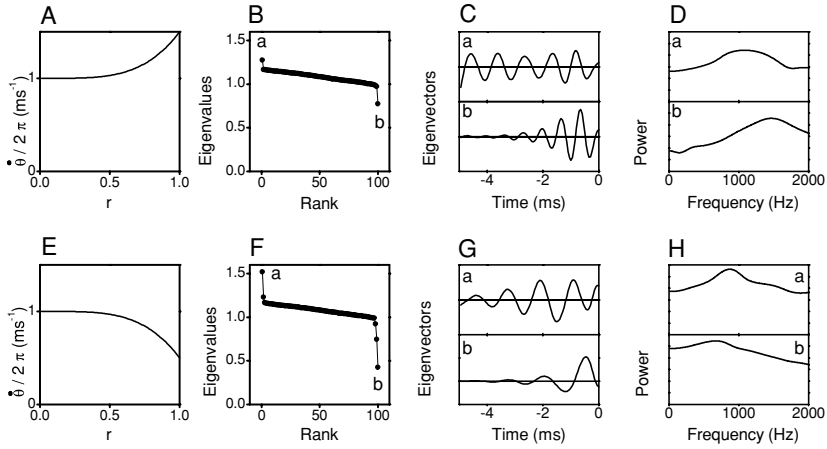 A
θ̇ / 2 π (ms⁻¹)
1
0
0.0
0.5
1.0
r
B
Eigenvalues
1.5
1.0
0.5
0.0
a
b
0
50
100
Rank
C
Eigenvectors
a
b
-4
-2
0
Time (ms)
D
Power
a
b
0
1000
2000
Frequency (Hz)
E
θ̇ / 2 π (ms⁻¹)
1
0
0.0
0.5
1.0
r
F
Eigenvalues
1.5
1.0
0.5
0.0
a
b
0
50
100
Rank
G
Eigenvectors
a
b
-4
-2
0
Time (ms)
H
Power
a
b
0
1000
2000
Frequency (Hz)